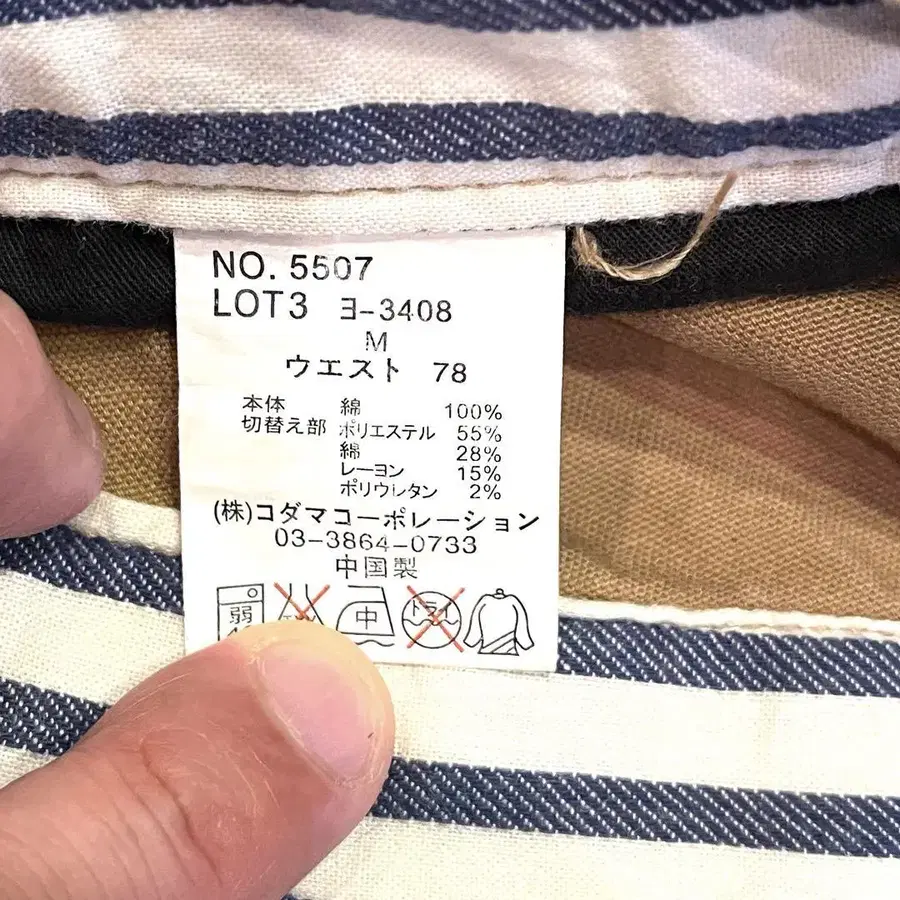 NO. 5507
LOT3 ヨ-3408
M
ウエスト 78
本体 綿 100%
切替え部 ポリエステル 55%
綿 28%
レーヨン 15%
ポリウレタン 2%
(株)コダマコーポレーション
03-3864-0733
中国製
弱 中 ドライ